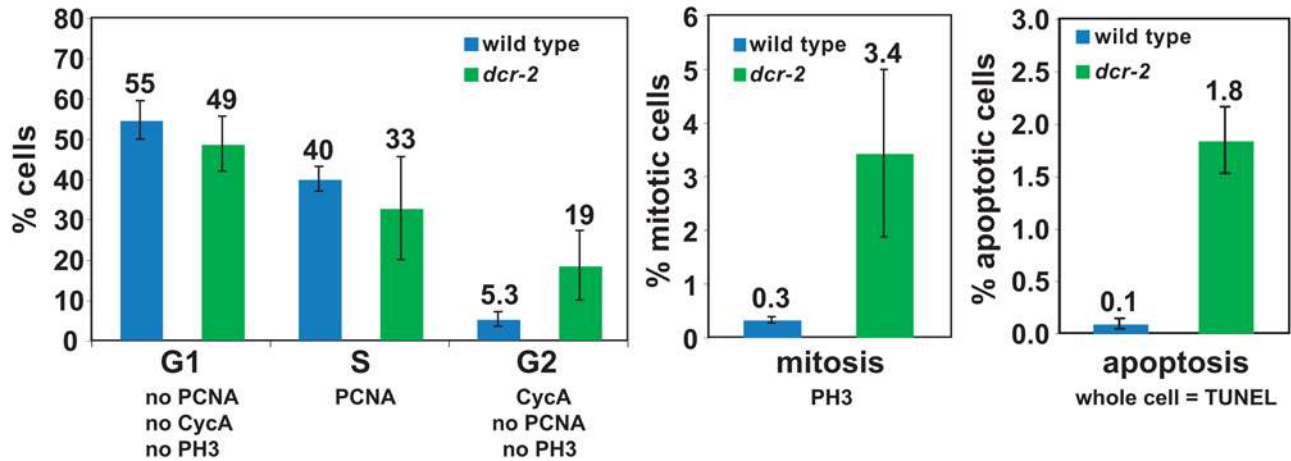 % cells
80
70
60
50
40
30
20
10
0
wild type
dcr-2
55
49
40
33
5.3
19
G1
S
G2
no PCNA
no CycA
no PH3
PCNA
CycA
no PCNA
no PH3
% mitotic cells
6
5
4
3
2
1
0
wild type
dcr-2
0.3
3.4
mitosis
PH3
% apoptotic cells
3.0
2.5
2.0
1.5
1.0
0.5
0.0
wild type
dcr-2
0.1
1.8
apoptosis
whole cell = TUNEL